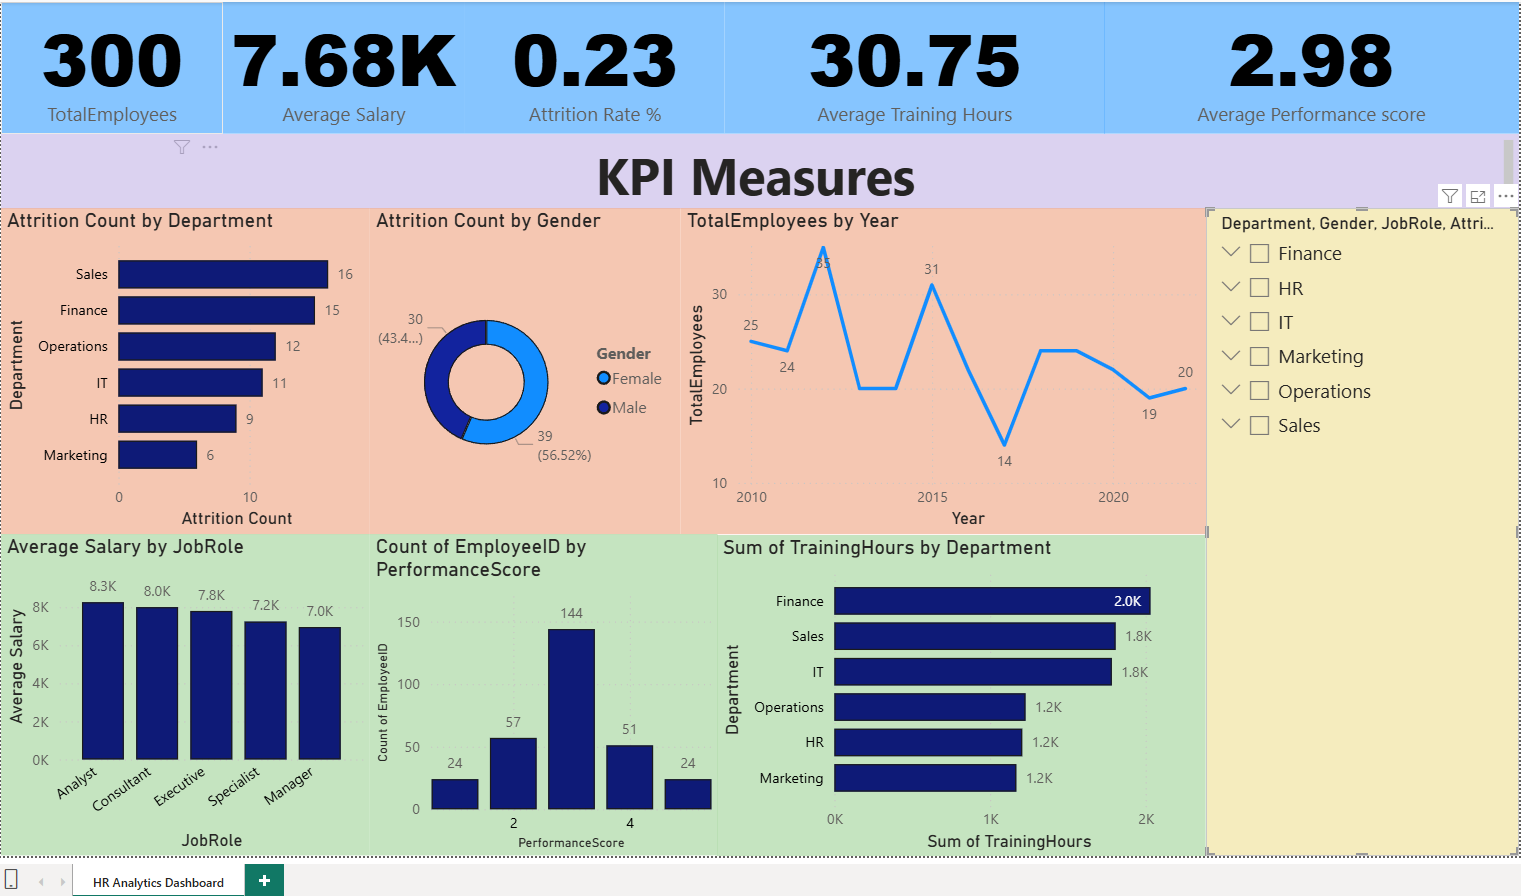 300
TotalEmployees
7.68K
Average Salary
0.23
Attrition Rate %
30.75
Average Training Hours
2.98
Average Performance score
KPI Measures
Attrition Count by Department
Department
Sales
16
Finance
15
Operations
12
IT
11
HR
9
Marketing
6
0
10
Attrition Count
Attrition Count by Gender
30
(43.4...)
39
(56.52%)
Gender
Female
Male
TotalEmployees by Year
TotalEmployees
30
20
10
25
24
35
31
14
19
20
2010
2015
2020
Year
Department, Gender, JobRole, Attri...
Finance
HR
IT
Marketing
Operations
Sales
Average Salary by JobRole
Average Salary
8K
6K
4K
2K
0K
8.3K
8.0K
7.8K
7.2K
7.0K
Analyst
Consultant
Executive
Specialist
Manager
JobRole
Count of EmployeeID by
PerformanceScore
Count of EmployeeID
150
100
50
0
24
57
144
51
24
2
4
PerformanceScore
Sum of TrainingHours by Department
Department
Finance
2.0K
Sales
1.8K
IT
1.8K
Operations
1.2K
HR
1.2K
Marketing
1.2K
0K
1K
2K
Sum of TrainingHours
HR Analytics Dashboard